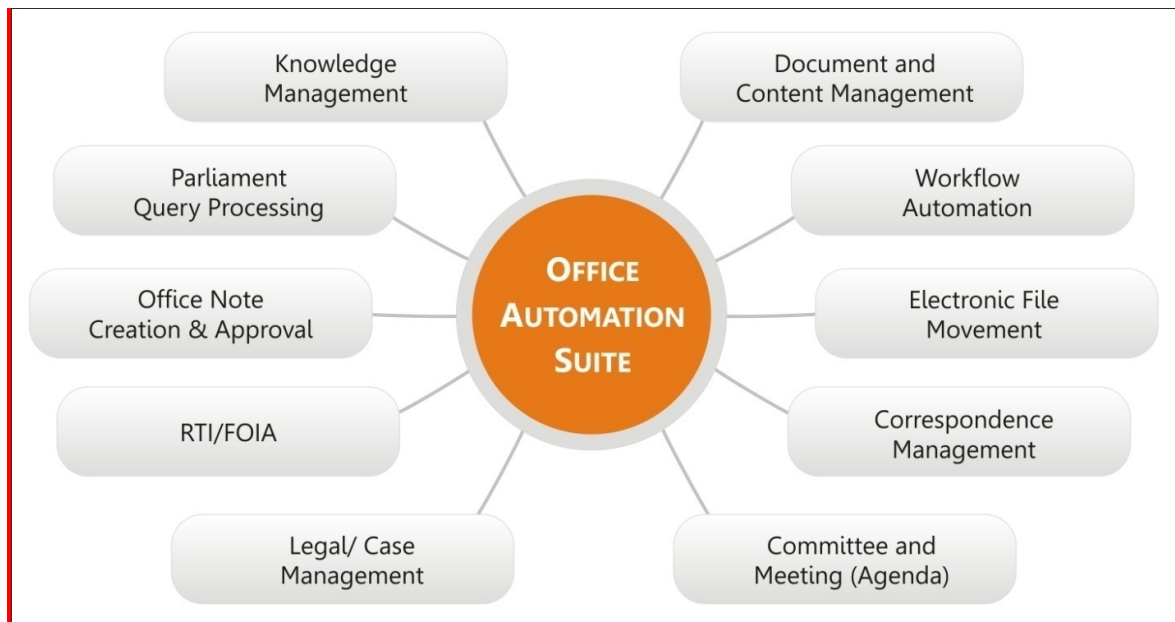 Knowledge
Management
Document and
Content Management
Parliament
Query Processing
Workflow
Automation
OFFICE
AUTOMATION
SUITE
Office Note
Creation & Approval
Electronic File
Movement
RTI/FOIA
Correspondence
Management
Legal/ Case
Management
Committee and
Meeting (Agenda)